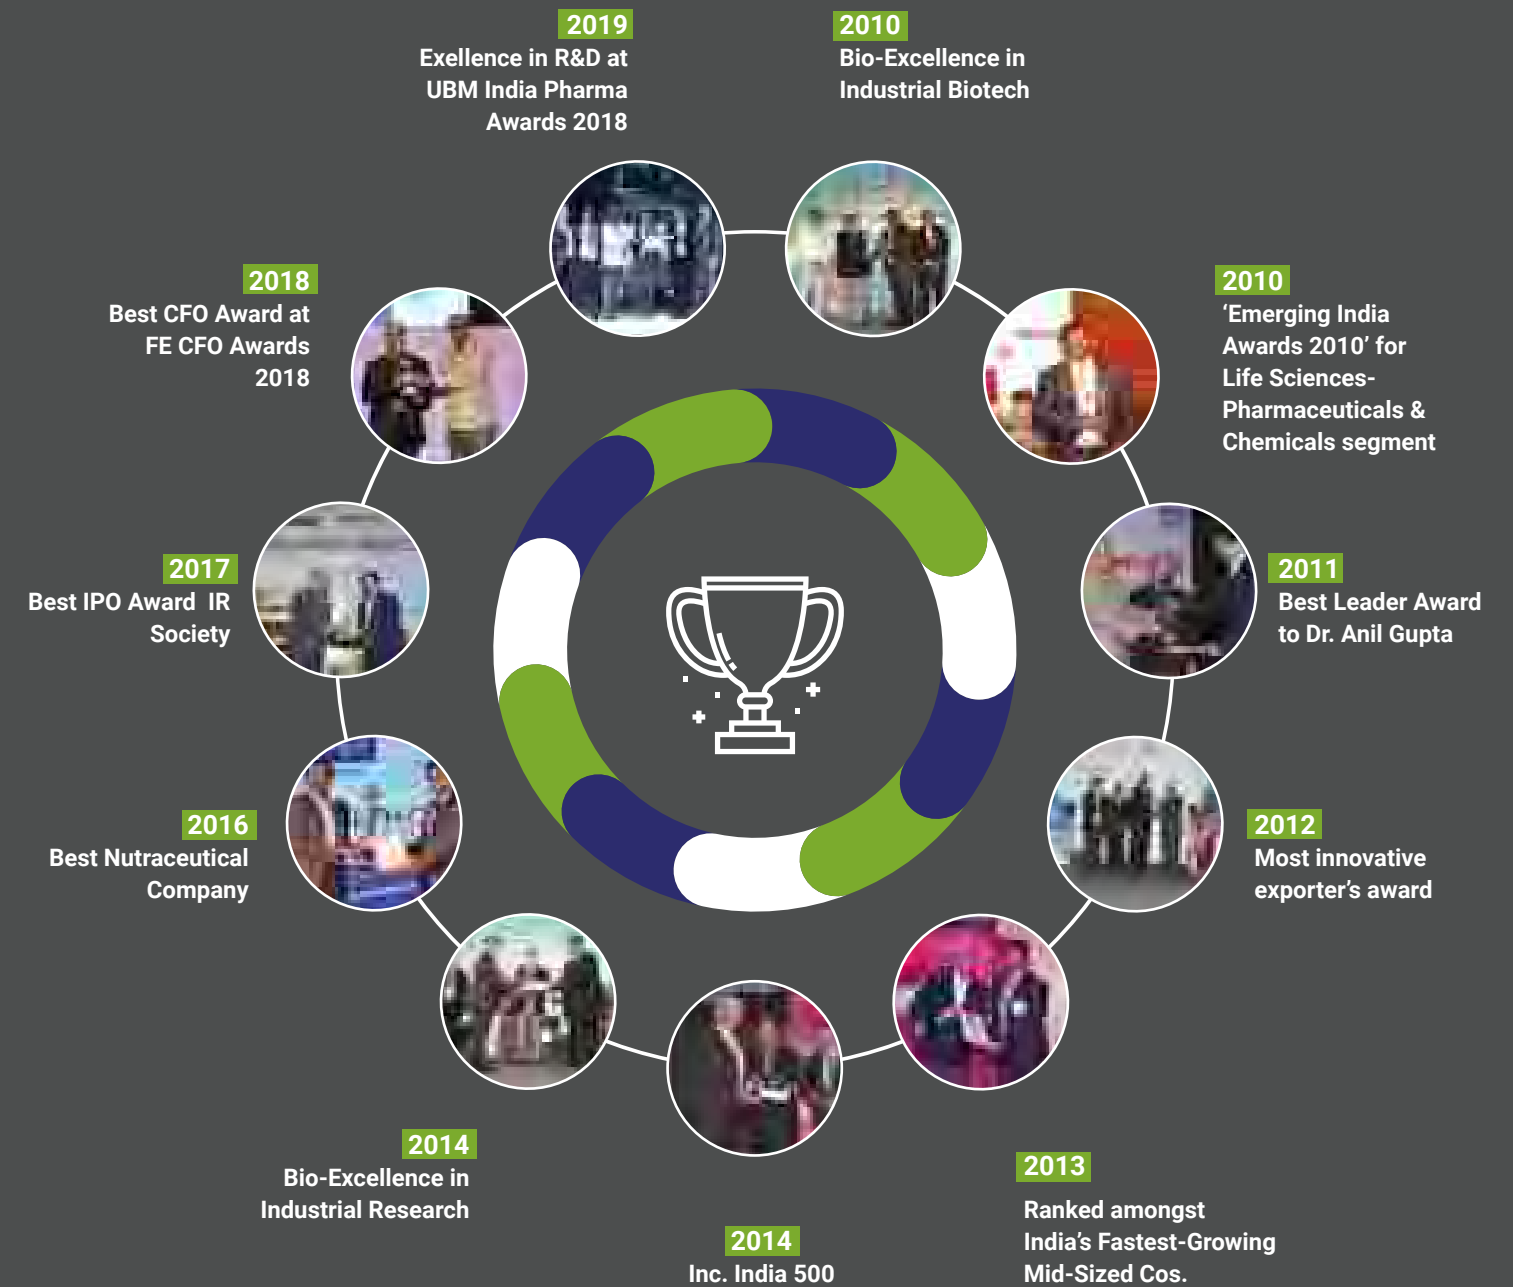 2019
Exellence in R&D at
UBM India Pharma
Awards 2018
2010
Bio-Excellence in
Industrial Biotech
2010
‘Emerging India
Awards 2010’ for
Life Sciences-
Pharmaceuticals &
Chemicals segment
2011
Best Leader Award
to Dr. Anil Gupta
2012
Most innovative
exporter’s award
2013
Ranked amongst
India’s Fastest-Growing
Mid-Sized Cos.
2014
Inc. India 500
2014
Bio-Excellence in
Industrial Research
2016
Best Nutraceutical
Company
2017
Best IPO Award  IR
Society
2018
Best CFO Award at
FE CFO Awards
2018